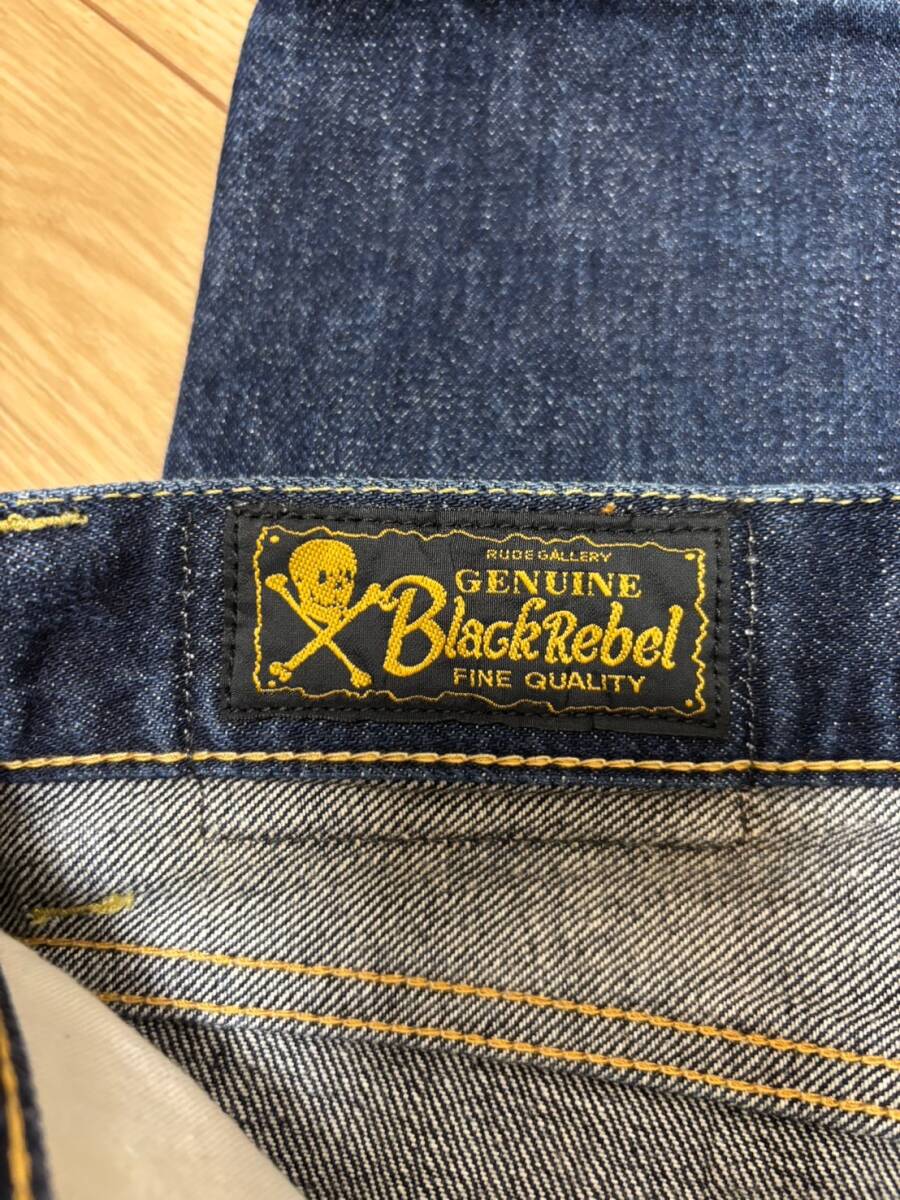 RUDE GALLERY
GENUINE
BlackRebel
FINE QUALITY